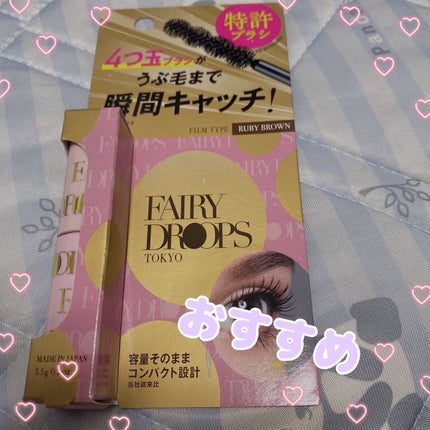 特許
ブラシ
4つ玉ブラシが
うぶ毛まで
瞬間キャッチ!
FILM TYPE RUBY BROWN
FAIRY
DROPS
TOKYO
おすすめ
容量そのまま
コンパクト設計
当社従来比
MADE IN JAPAN